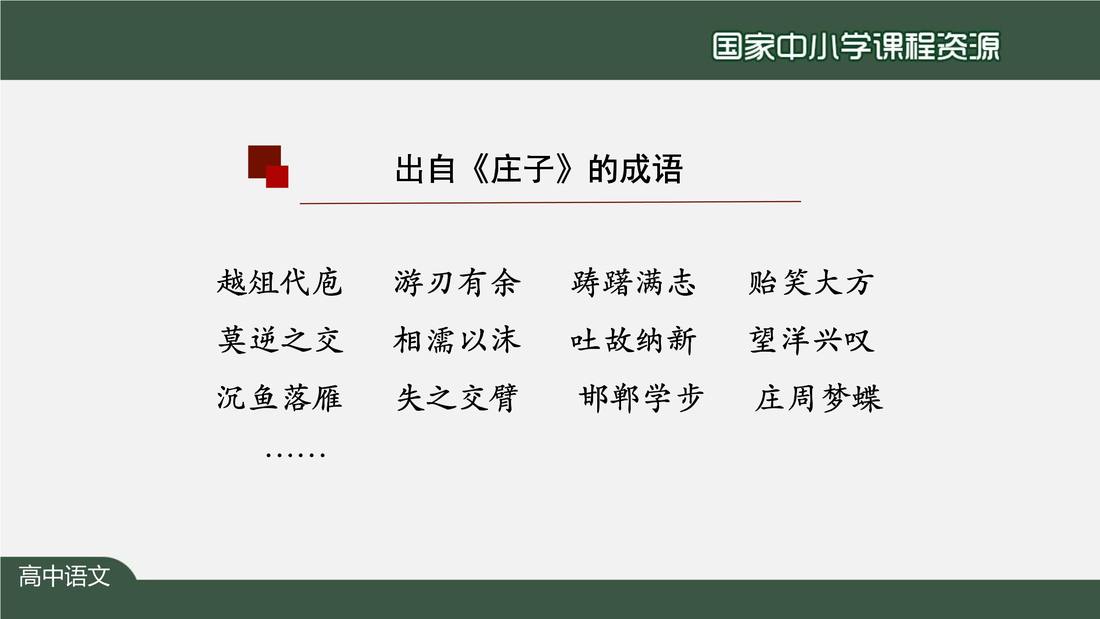 国家中小学课程资源
出自《庄子》的成语
越俎代庖 游刃有余 踌躇满志 贻笑大方
莫逆之交 相濡以沫 吐故纳新 望洋兴叹
沉鱼落雁 失之交臂 邯郸学步 庄周梦蝶
……
高中语文